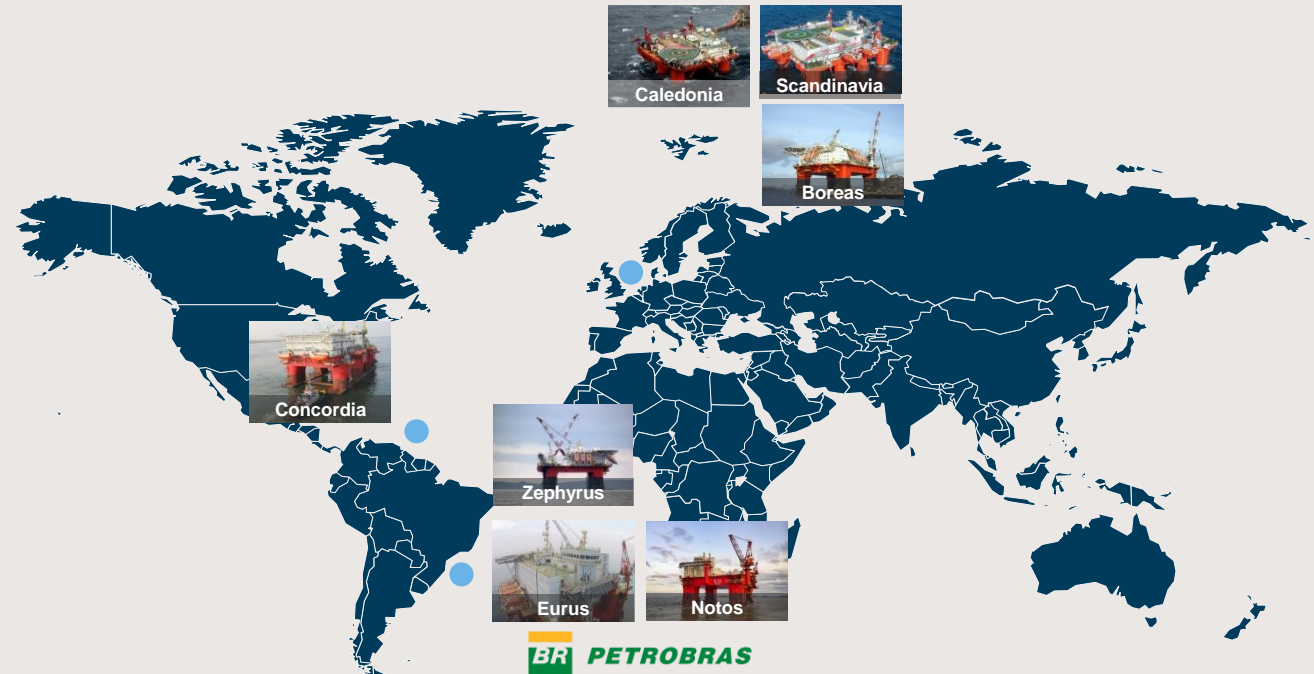 Caledonia
Scandinavia
Boreas
Concordia
Zephyrus
Eurus
Notos
BR PETROBRAS